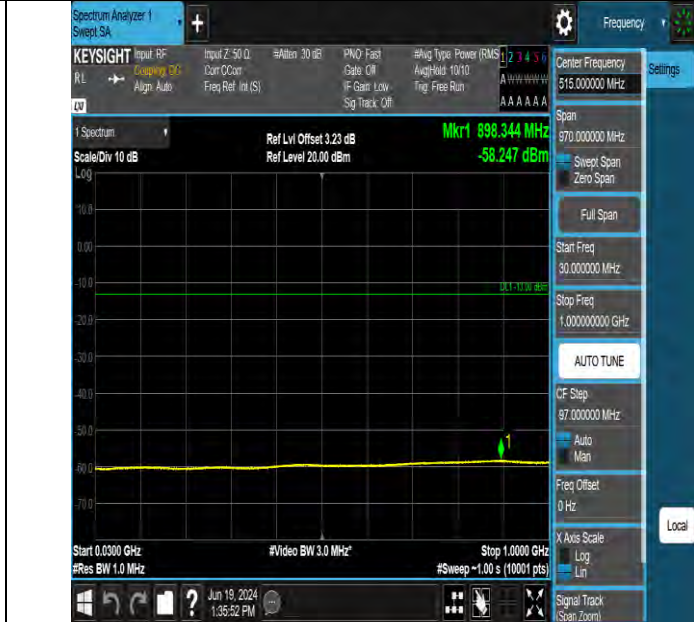 Spectrum Analyzer 1
Swept SA
Frequency
KEYSIGHT
RL
Input: RF
Coupling: DC
Align: Auto
Input Z: 50 Ω
Corr CCorr
Freq Ref: Int (S)
#Atten: 30 dB
PNO: Fast
Gate: Off
IF Gain: Low
Sig Track: Off
#Avg Type: Power (RMS
Avg|Hold: 10/10
Trig: Free Run
1 2 3 4 5 6
A W W W W W
A A A A A A
1 Spectrum
Scale/Div 10 dB
Log
Ref Lvl Offset 3.23 dB
Ref Level 20.00 dBm
Mkr1 898.344 MHz
-58.247 dBm
10.0
0.00
-10.0
DL1 -13.00 dBm
-20.0
-30.0
-40.0
-50.0
1
-60.0
-70.0
Start 0.0300 GHz
#Res BW 1.0 MHz
#Video BW 3.0 MHz*
Stop 1.0000 GHz
#Sweep ~1.00 s (10001 pts)
?
Jun 19, 2024
1:35:52 PM
Center Frequency
515.000000 MHz
Settings
Span
970.000000 MHz
Swept Span
Zero Span
Full Span
Start Freq
30.000000 MHz
Stop Freq
1.000000000 GHz
AUTO TUNE
CF Step
97.000000 MHz
Auto
Man
Freq Offset
0 Hz
Local
X Axis Scale
Log
Lin
Signal Track
(Span Zoom)